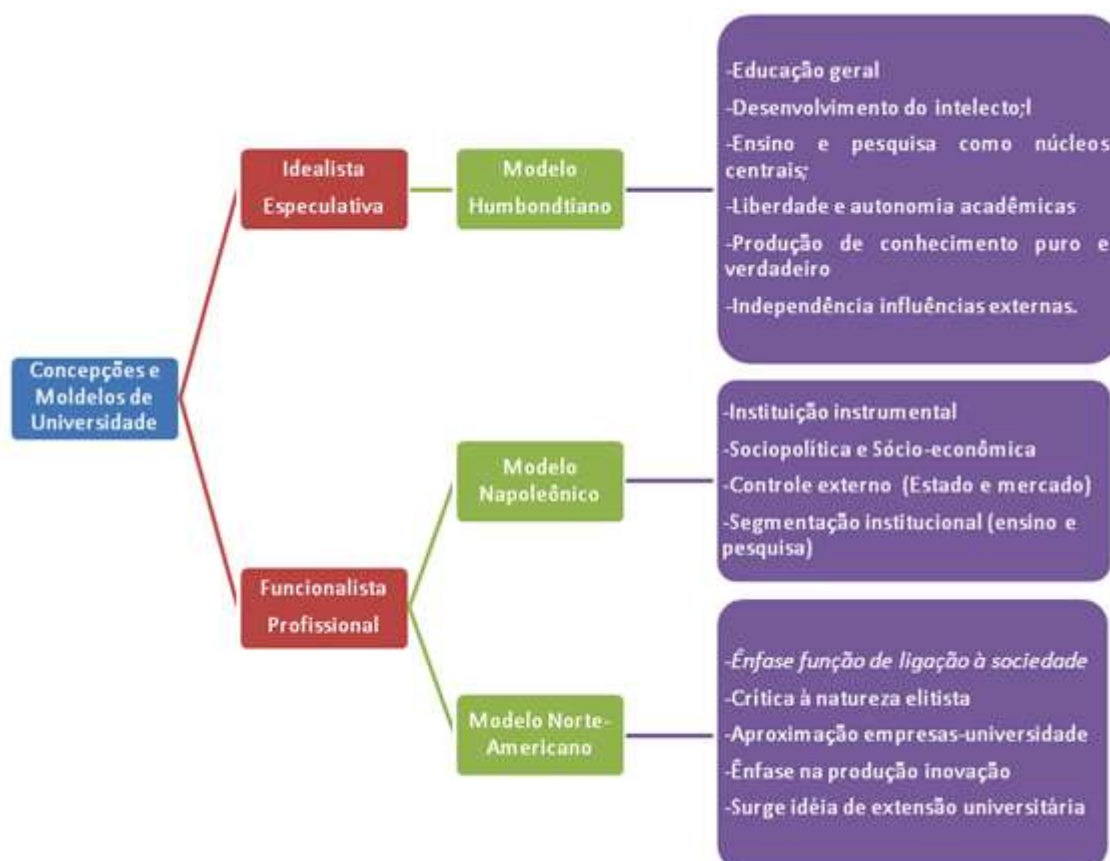 Concepções e
Moldelos de
Universidade
Idealista
Especulativa
Modelo
Humbondtiano
-Educação geral
-Desenvolvimento do intelecto;l
-Ensino e pesquisa como núcleos
centrais;
-Liberdade e autonomia acadêmicas
-Produção de conhecimento puro e
verdadeiro
-Independência influências externas.
Funcionalista
Profissional
Modelo
Napoleônico
-Instituição instrumental
-Sociopolítica e Sócio-econômica
-Controle externo (Estado e mercado)
-Segmentação institucional (ensino e
pesquisa)
Modelo Norte-
Americano
-Ênfase função de ligação à sociedade
-Critica à natureza elitista
-Aproximação empresas-universidade
-Ênfase na produção inovação
-Surge idéia de extensão universitária